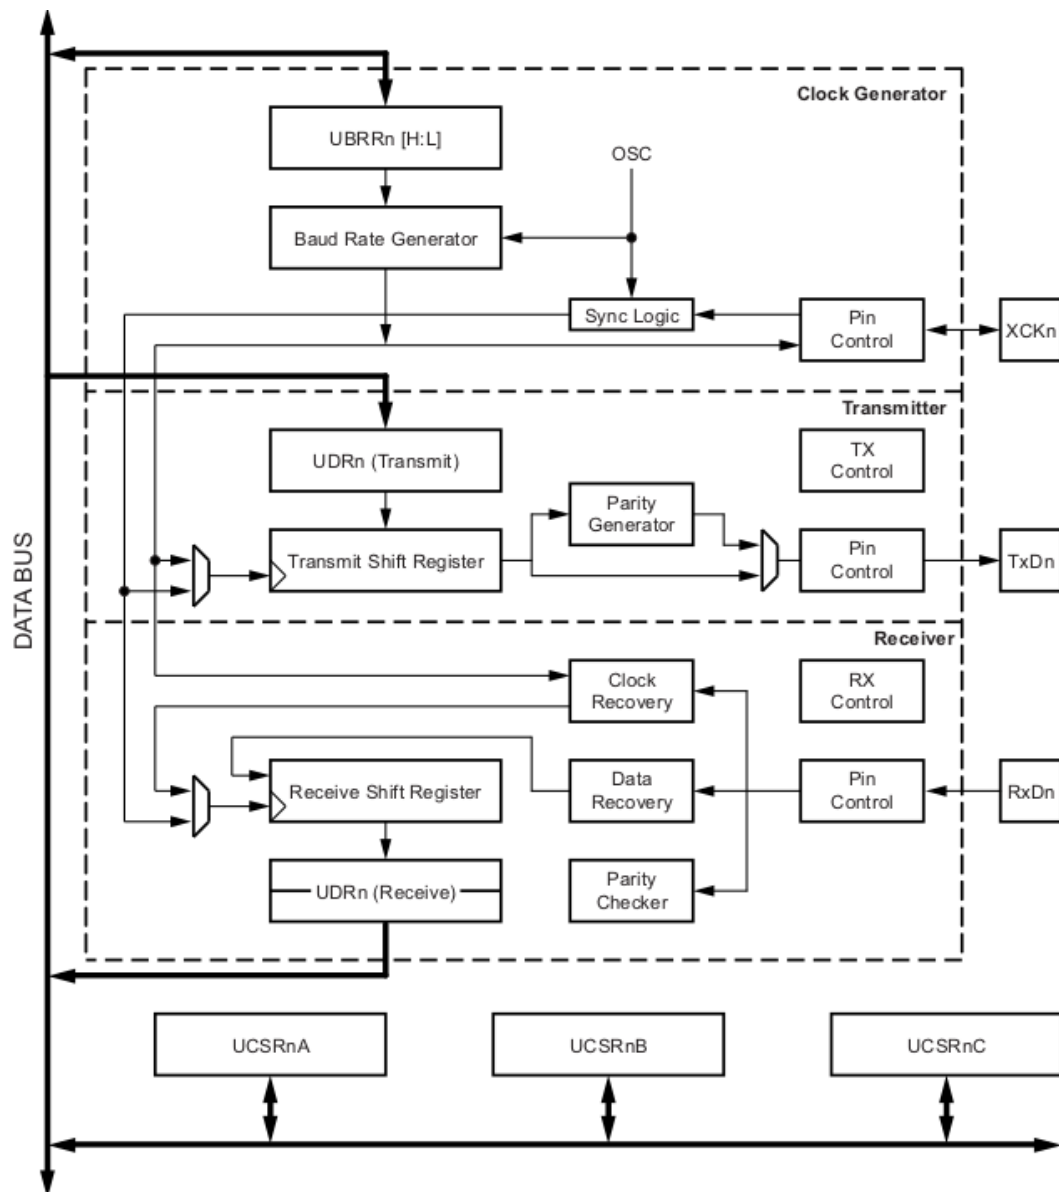 Clock Generator
UBRRn [H:L]
OSC
Baud Rate Generator
Sync Logic
Pin
Control
XCKn
Transmitter
UDRn (Transmit)
TX
Control
Parity
Generator
Transmit Shift Register
Pin
Control
TxDn
DATA BUS
Receiver
Clock
Recovery
RX
Control
Receive Shift Register
Data
Recovery
Pin
Control
RxDn
UDRn (Receive)
Parity
Checker
UCSRnA
UCSRnB
UCSRnC